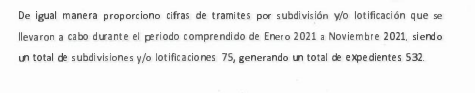 De igual manera proporciono cifras de tramites por subdivisión y/o lotificación que se
llevaron a cabo durante el periodo comprendido de Enero 2021 a Noviembre 2021, siendo
un total de subdivisiones y/o lotificaciones 75, generando un total de expedientes 532.